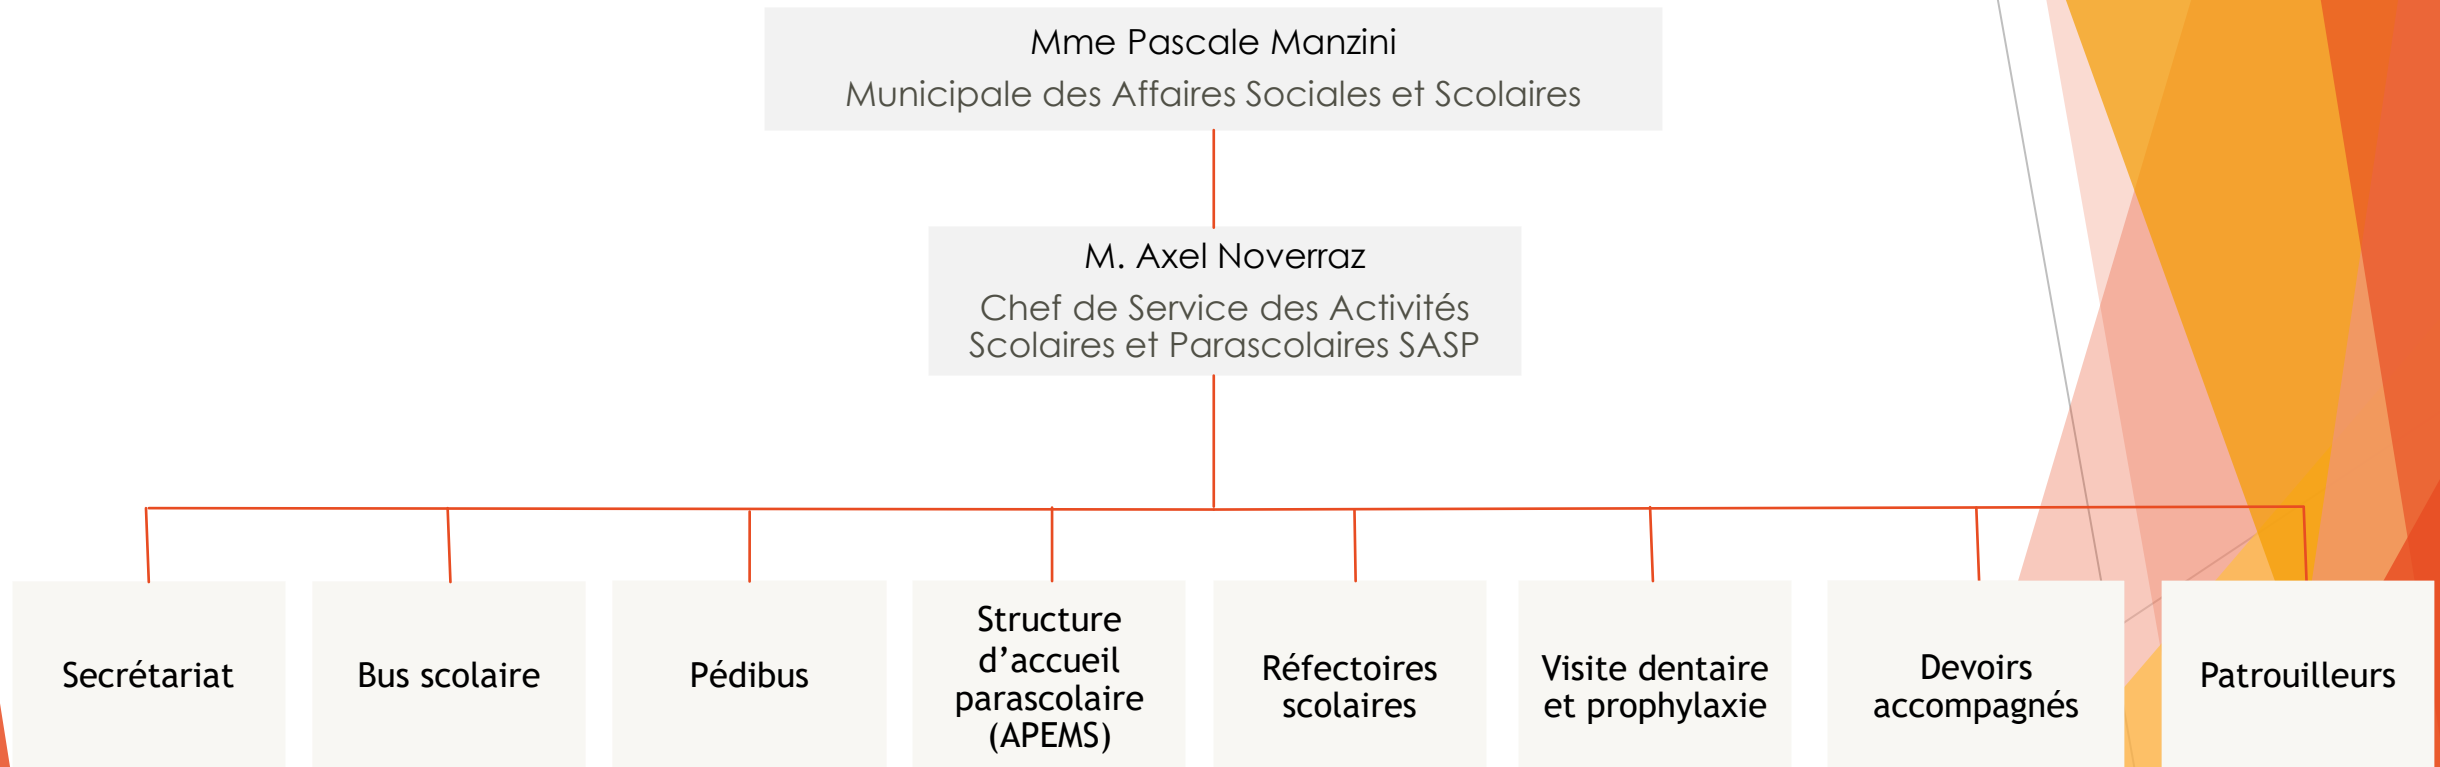 Mme Pascale Manzini
Municipale des Affaires Sociales et Scolaires
M. Axel Noverraz
Chef de Service des Activités
Scolaires et Parascolaires SASP
Secrétariat
Bus scolaire
Pédibus
Structure
d’accueil
parascolaire
(APEMS)
Réfectoires
scolaires
Visite dentaire
et prophylaxie
Devoirs
accompagnés
Patrouilleurs